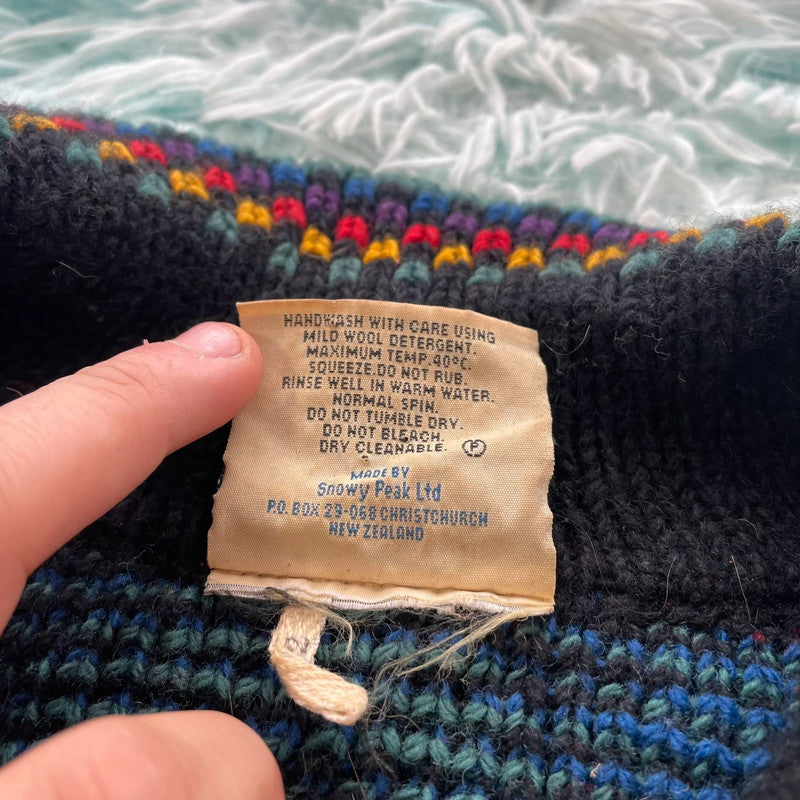 HANDWASH WITH CARE USING
MILD WOOL DETERGENT.
MAXIMUM TEMP. 40°C.
SQUEEZE. DO NOT RUB.
RINSE WELL IN WARM WATER.
NORMAL SPIN.
DO NOT TUMBLE DRY.
DO NOT BLEACH.
DRY CLEANABLE. Ⓟ
MADE BY
Snowy Peak Ltd
P.O. BOX 29-068 CHRISTCHURCH
NEW ZEALAND